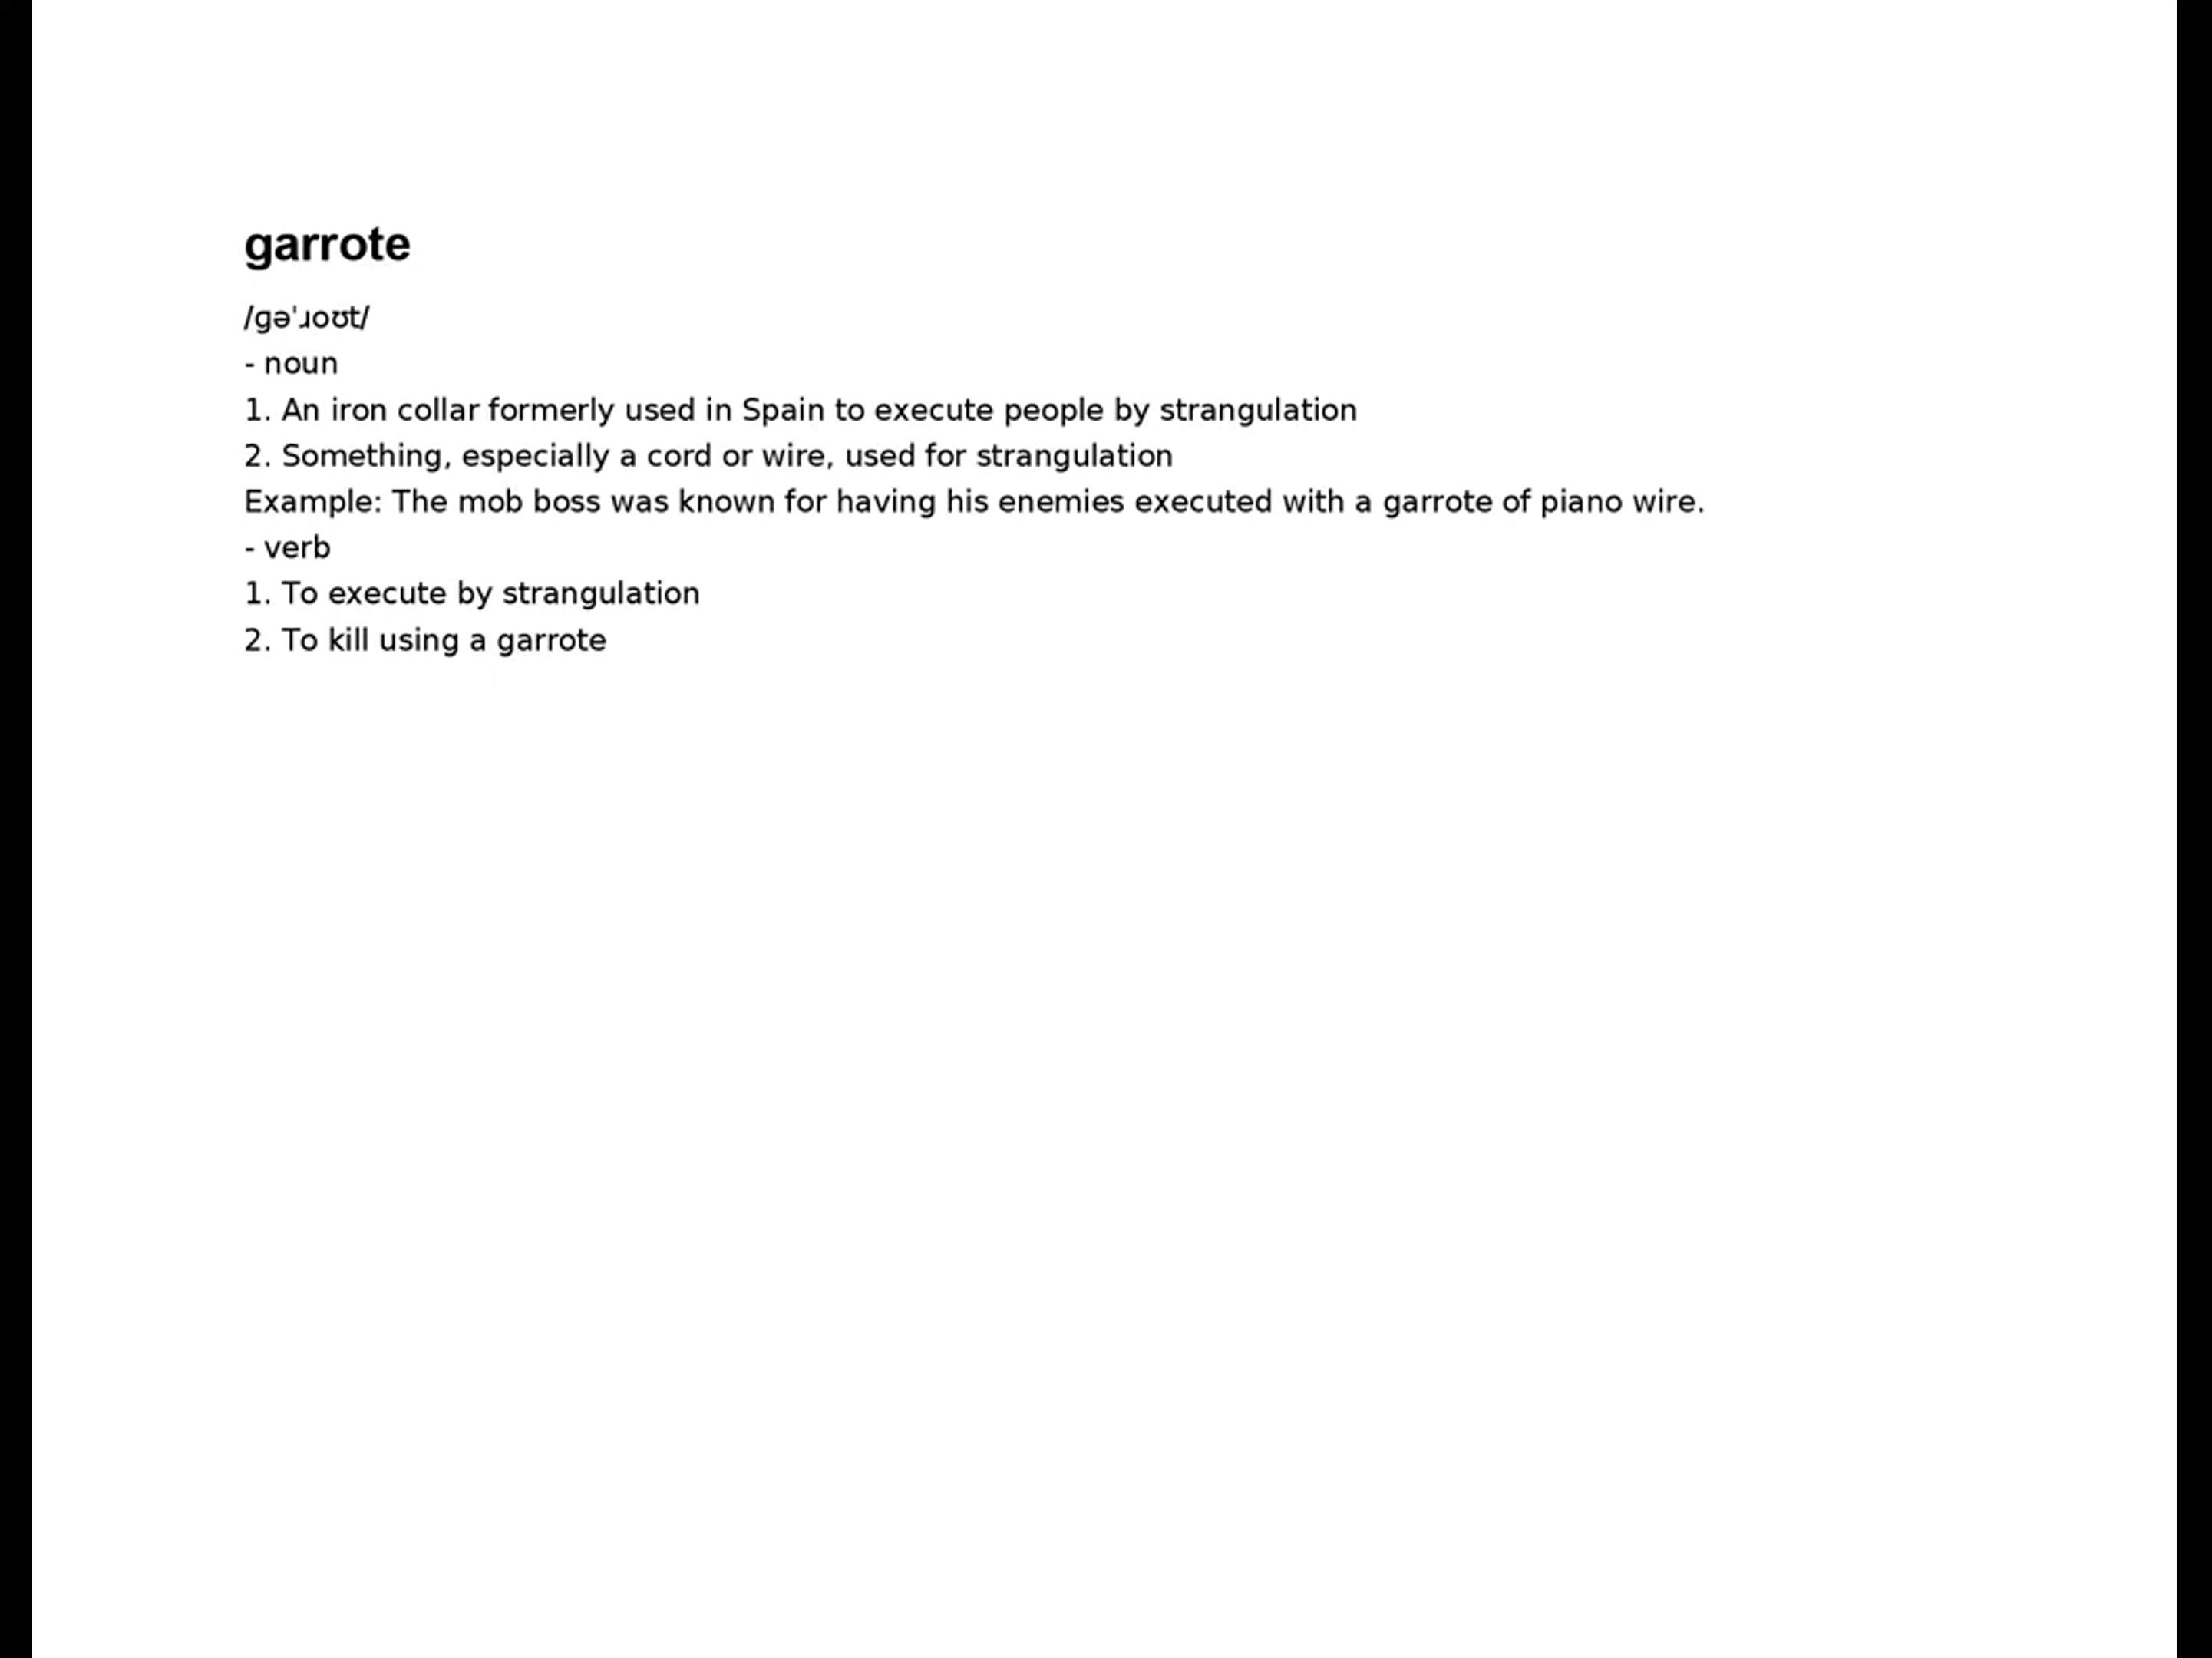 garrote
/ɡəˈɹoʊt/
- noun
1. An iron collar formerly used in Spain to execute people by strangulation
2. Something, especially a cord or wire, used for strangulation
Example: The mob boss was known for having his enemies executed with a garrote of piano wire.
- verb
1. To execute by strangulation
2. To kill using a garrote